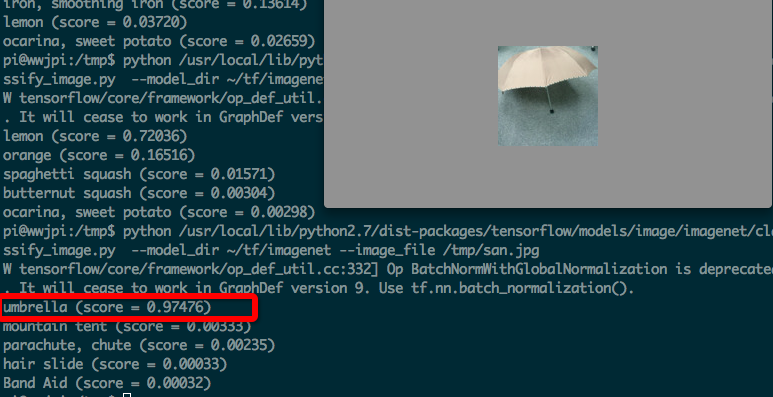 iron, smoothing iron (score = 0.13614)
lemon (score = 0.03720)
ocarina, sweet potato (score = 0.02659)
pi@wwjpi:/tmp$ python /usr/local/lib/pyt
ssify_image.py  --model_dir ~/tf/imagenet
W tensorflow/core/framework/op_def_util.
. It will cease to work in GraphDef vers
lemon (score = 0.72036)
orange (score = 0.16516)
spaghetti squash (score = 0.01571)
butternut squash (score = 0.00304)
ocarina, sweet potato (score = 0.00298)
pi@wwjpi:/tmp$ python /usr/local/lib/python2.7/dist-packages/tensorflow/models/image/imagenet/cla
ssify_image.py  --model_dir ~/tf/imagenet --image_file /tmp/san.jpg
W tensorflow/core/framework/op_def_util.cc:332] Op BatchNormWithGlobalNormalization is deprecated
. It will cease to work in GraphDef version 9. Use tf.nn.batch_normalization().
umbrella (score = 0.97476)
mountain tent (score = 0.00333)
parachute, chute (score = 0.00235)
hair slide (score = 0.00033)
Band Aid (score = 0.00032)